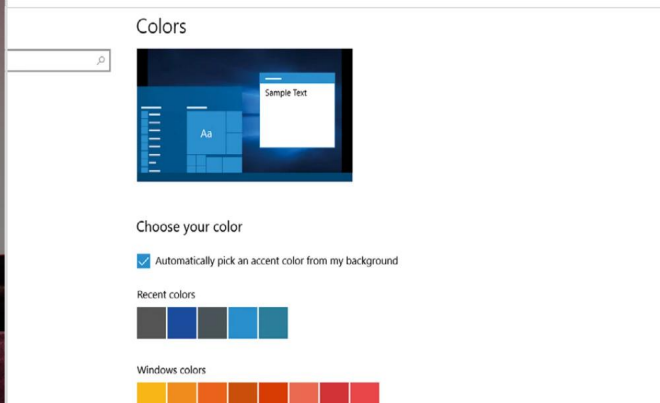 Colors
Sample Text
Aa
Choose your color
Automatically pick an accent color from my background
Recent colors
Windows colors